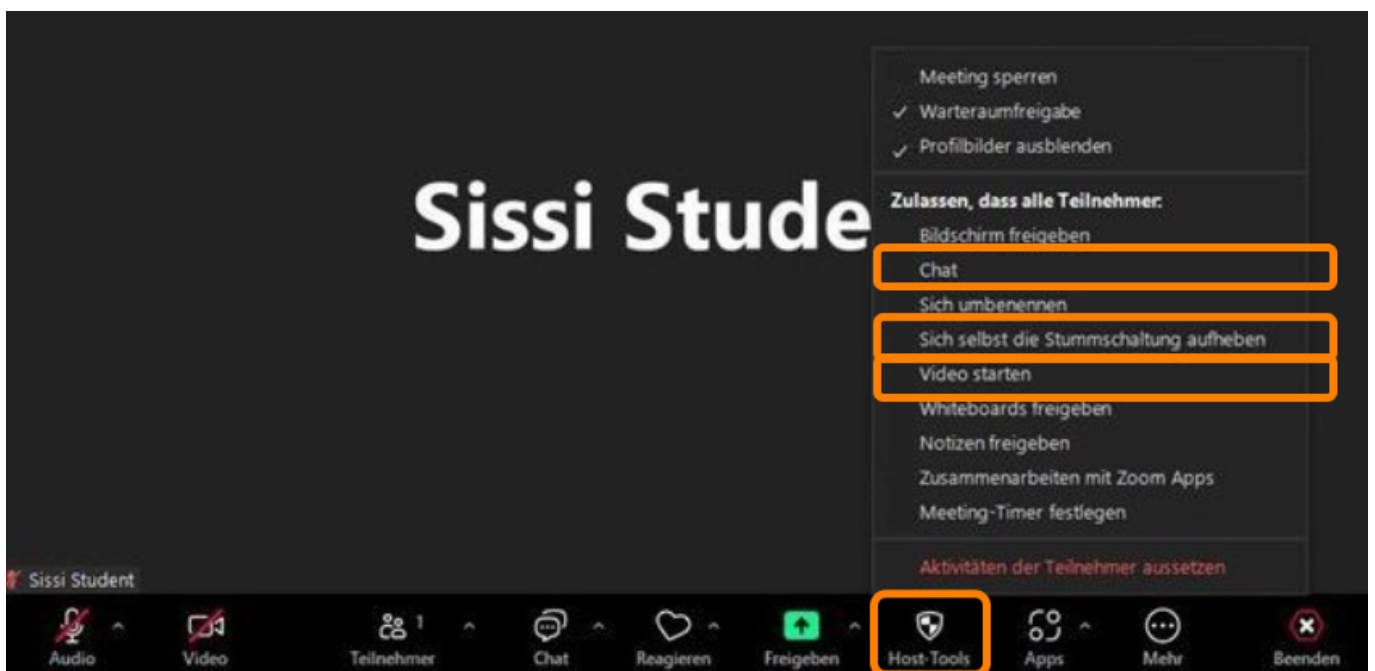 Meeting sperren
Warteraumfreigabe
Profilbilder ausblenden
Sissi Stude
Zulassen, dass alle Teilnehmer:
Bildschirm freigeben
Chat
Sich umbenennen
Sich selbst die Stummschaltung aufheben
Video starten
Whiteboards freigeben
Notizen freigeben
Zusammenarbeiten mit Zoom Apps
Meeting-Timer festlegen
Aktivitäten der Teilnehmer aussetzen
Sissi Student
Audio Video Teilnehmer 1 Chat Reagieren Freigeben Host-Tools Apps Mehr Beenden